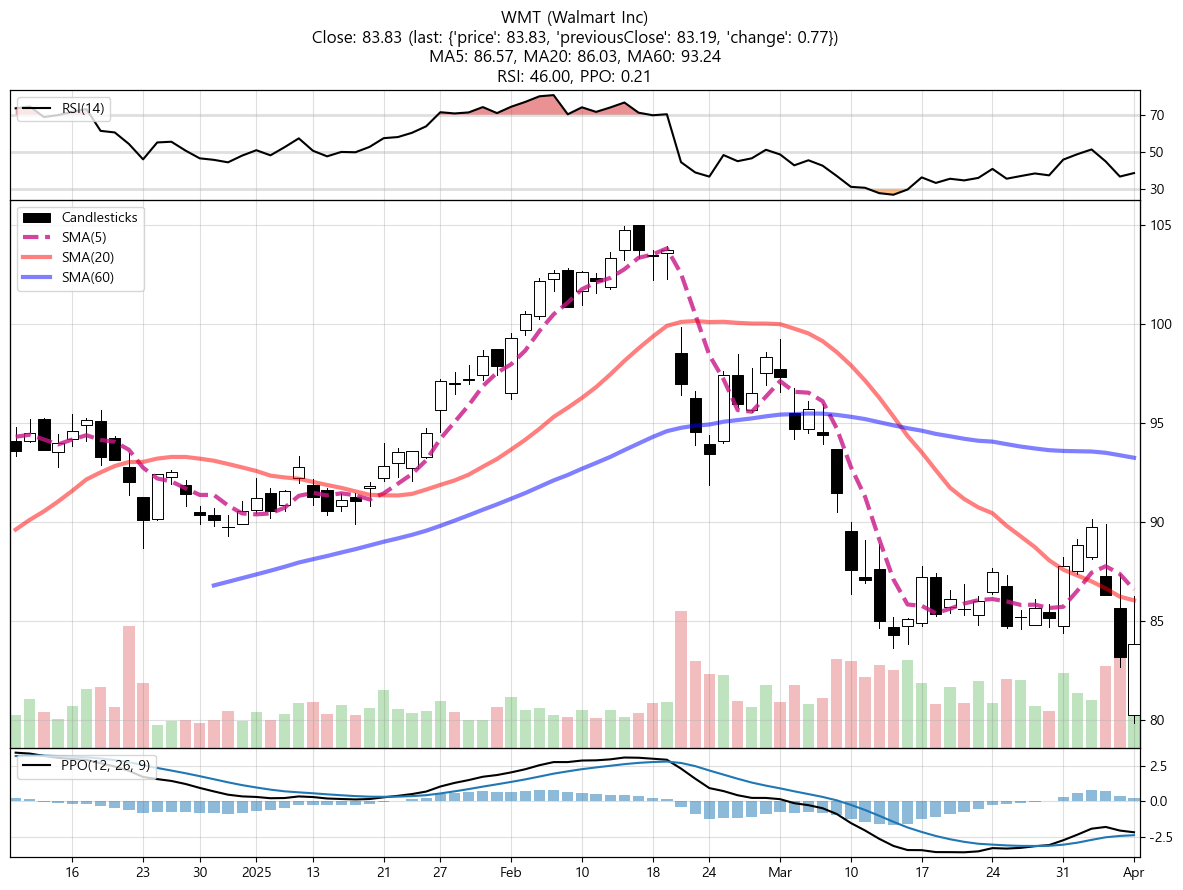 WMT (Walmart Inc)
Close: 83.83 (last: {'price': 83.83, 'previousClose': 83.19, 'change': 0.77})
MA5: 86.57, MA20: 86.03, MA60: 93.24
RSI: 46.00, PPO: 0.21
RSI(14)
70
50
30
Candlesticks
SMA(5)
SMA(20)
SMA(60)
105
100
95
90
85
80
PPO(12, 26, 9)
2.5
0.0
-2.5
16 23 30 2025 13 21 27 Feb 10 18 24 Mar 10 17 24 31 Apr